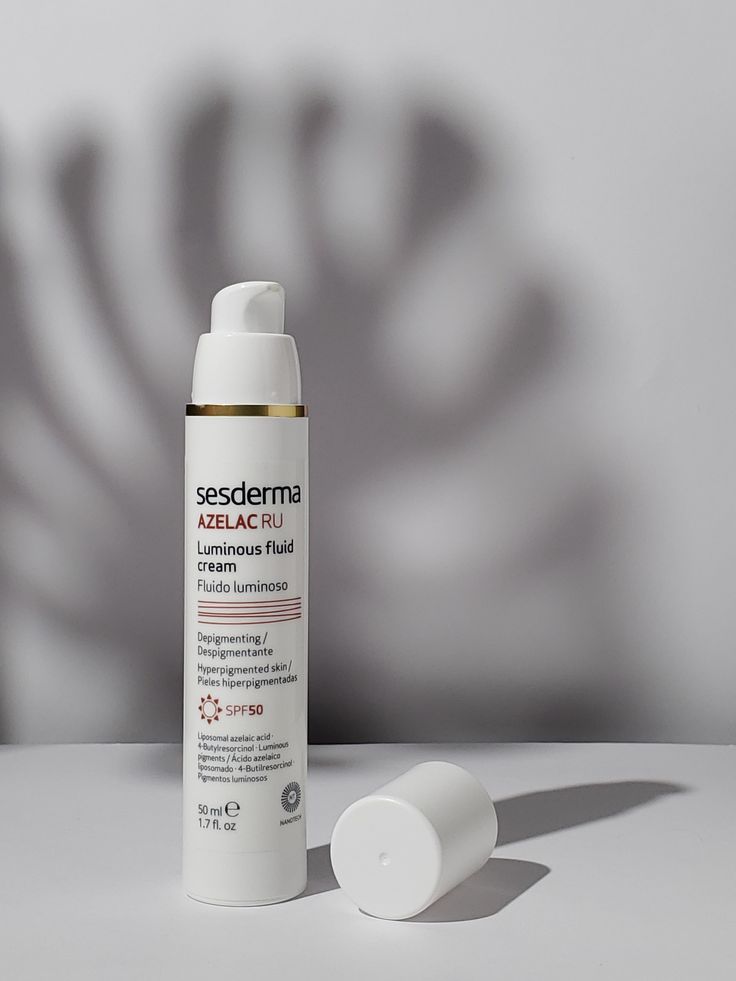 sesderma
AZELAC RU
Luminous fluid
cream
Fluido luminoso
Depigmenting /
Despigmentante
Hyperpigmented skin /
Pieles hiperpigmentadas
SPF50
Liposomal azelaic acid ·
4-Butylresorcinol · Luminous
pigments / Ácido azelaico
liposomado · 4-Butilresorcinol ·
Pigmentos luminosos
50 ml ℮
1.7 fl. oz
NT
NANOTECH